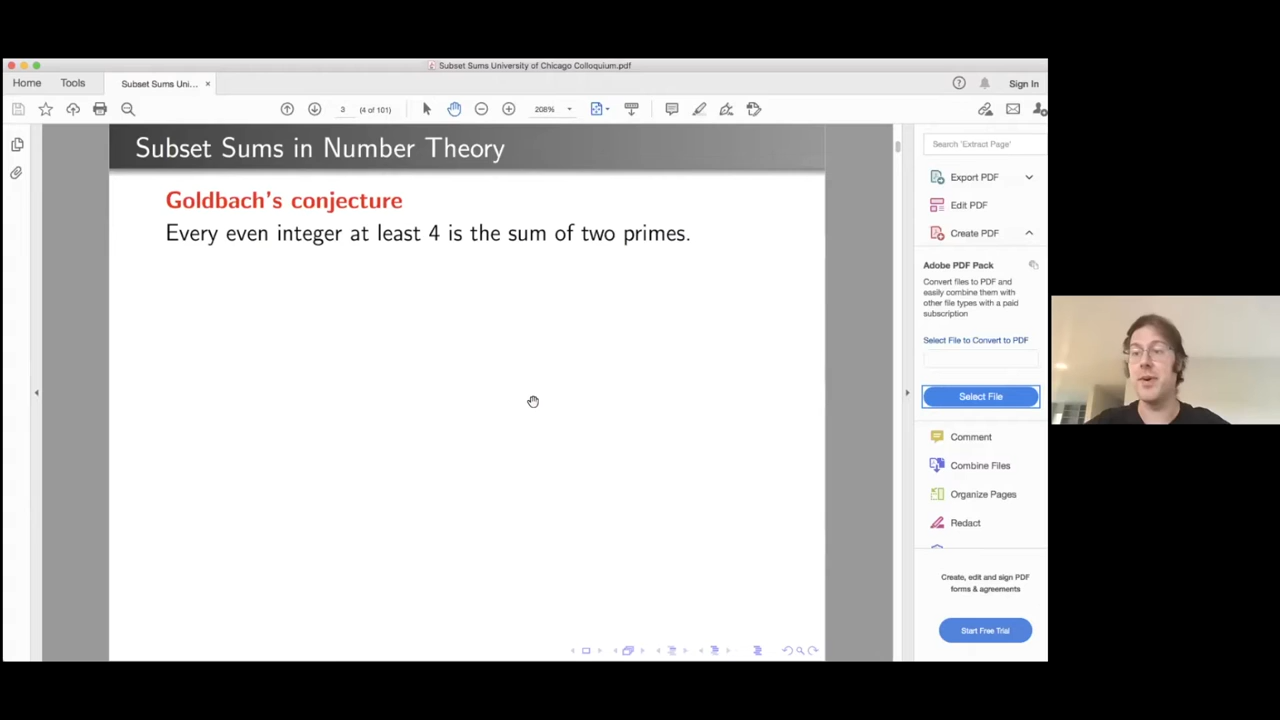 Subset Sums University of Chicago Colloquium.pdf
Home
Tools
Subset Sums Uni...
×
Sign In
3
(4 of 101)
208%
Subset Sums in Number Theory
Goldbach's conjecture
Every even integer at least 4 is the sum of two primes.
Search 'Extract Page'
Export PDF
Edit PDF
Create PDF
Adobe PDF Pack
Convert files to PDF and
easily combine them with
other file types with a paid
subscription
Select File to Convert to PDF
Select File
Comment
Combine Files
Organize Pages
Redact
Create, edit and sign PDF
forms & agreements
Start Free Trial